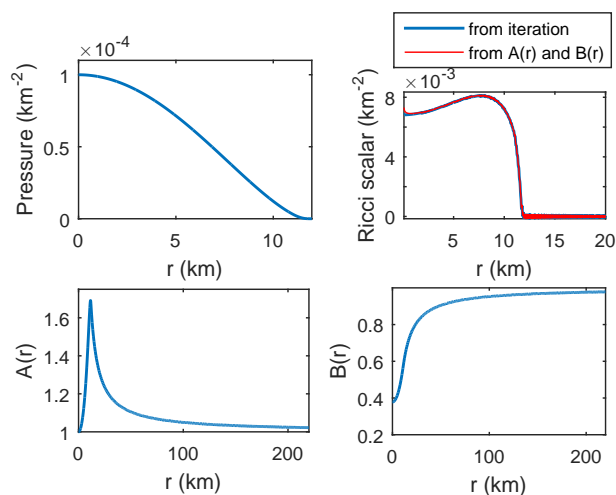 from iteration
from A(r) and B(r)
×10⁻⁴
1
0.5
0
Pressure (km⁻²)
0
5
10
r (km)
×10⁻³
8
4
0
Ricci scalar (km⁻²)
5
10
15
20
r (km)
1.6
1.4
1.2
1
A(r)
0
100
200
r (km)
0.8
0.6
0.4
0.2
B(r)
0
100
200
r (km)